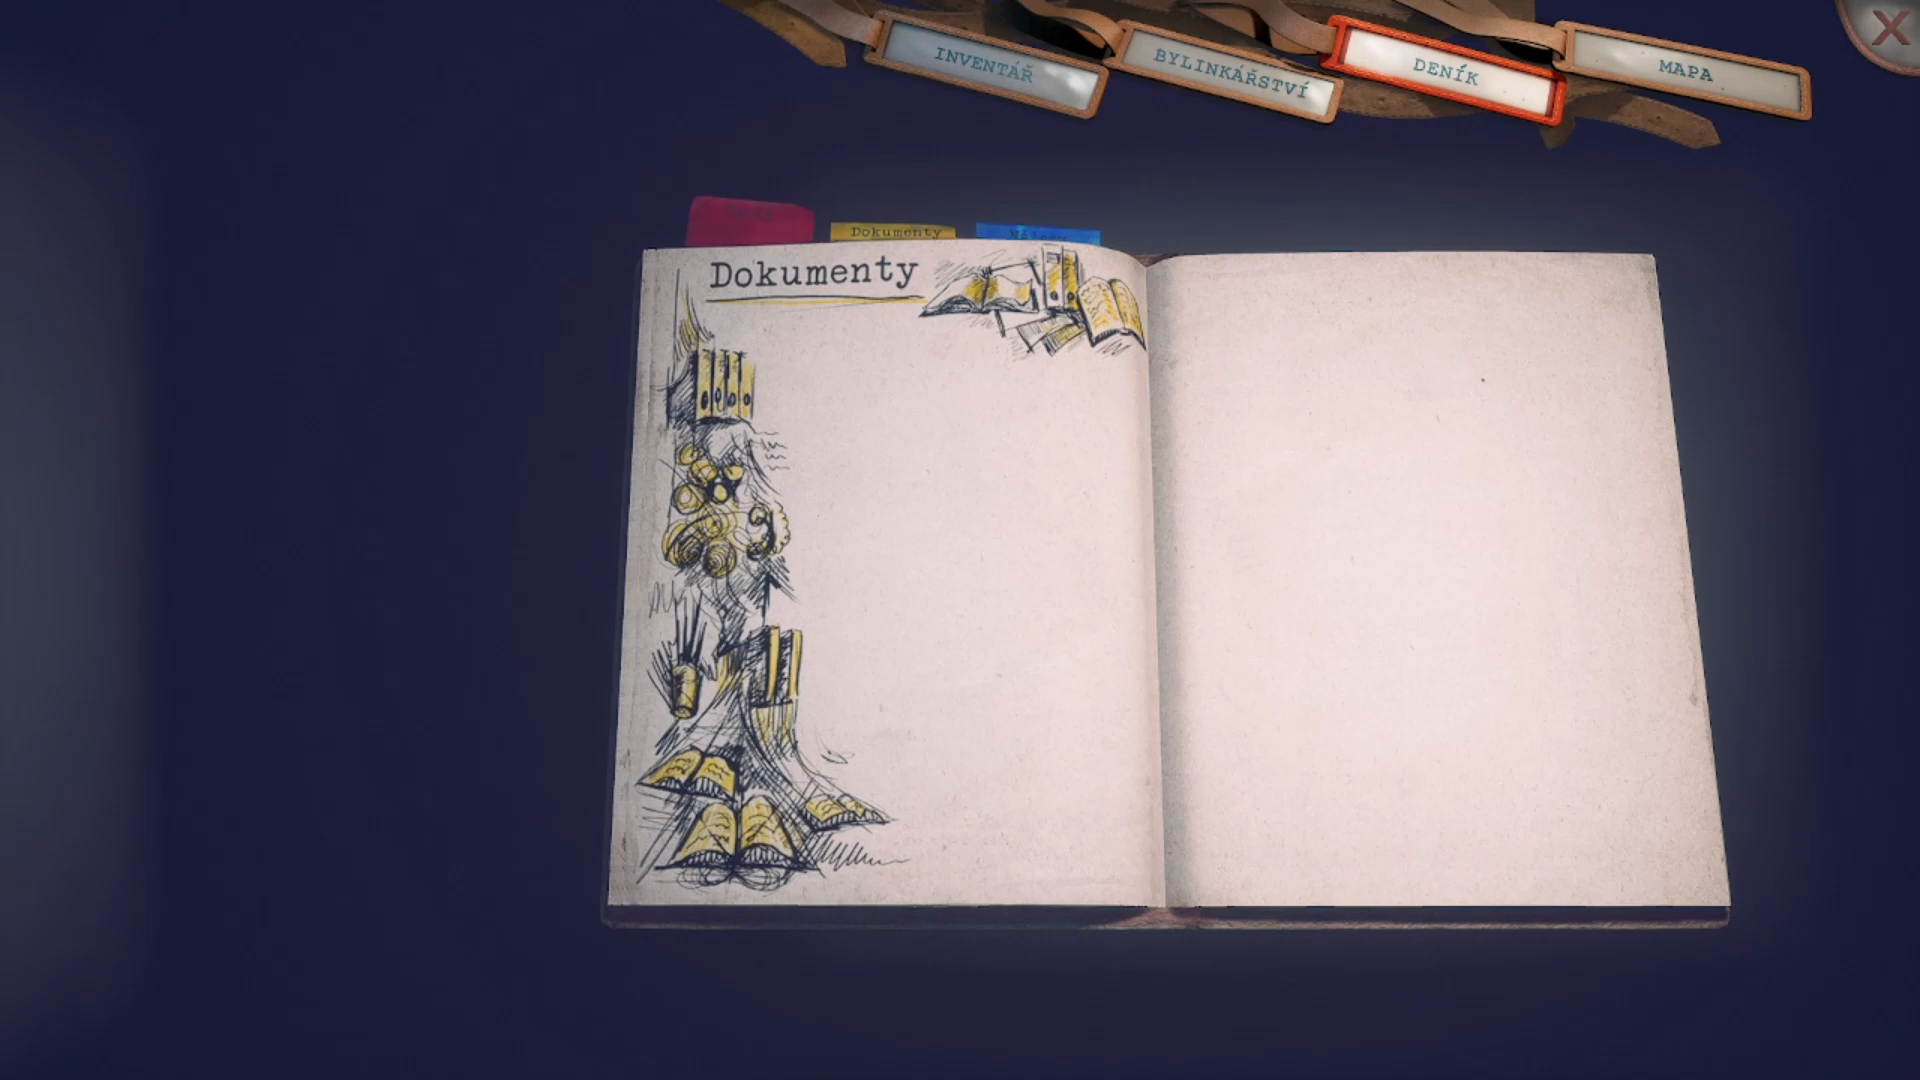 INVENTÁŘ
BYLINKÁŘSTVÍ
DENÍK
MAPA
Dokumenty
Dokumenty